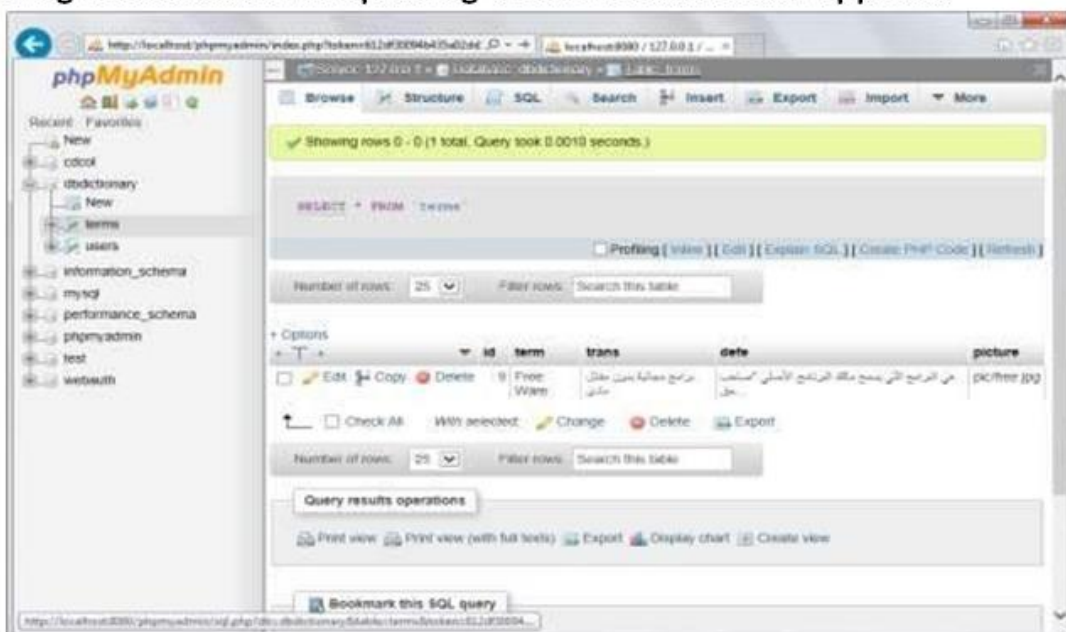 phpMyAdmin
Recent Favorites
New
cdcol
dbdictionary
New
terms
users
information_schema
mysql
performance_schema
phpmyadmin
test
webauth
Browse Structure SQL Search Insert Export Import More
Showing rows 0 - 0 (1 total, Query took 0.0010 seconds.)
SELECT * FROM `terms`
Profiling [ Inline ] [ Edit ] [ Explain SQL ] [ Create PHP Code ] [ Refresh ]
Number of rows: 25 Filter rows: Search this table
+ Options
id term trans defe picture
Edit Copy Delete 9 Free Ware برامج مجانية بدون مقابل مادي pic/free.jpg
Check All With selected: Change Delete Export
Number of rows: 25 Filter rows: Search this table
Query results operations
Print view Print view (with full texts) Export Display chart Create view
Bookmark this SQL query